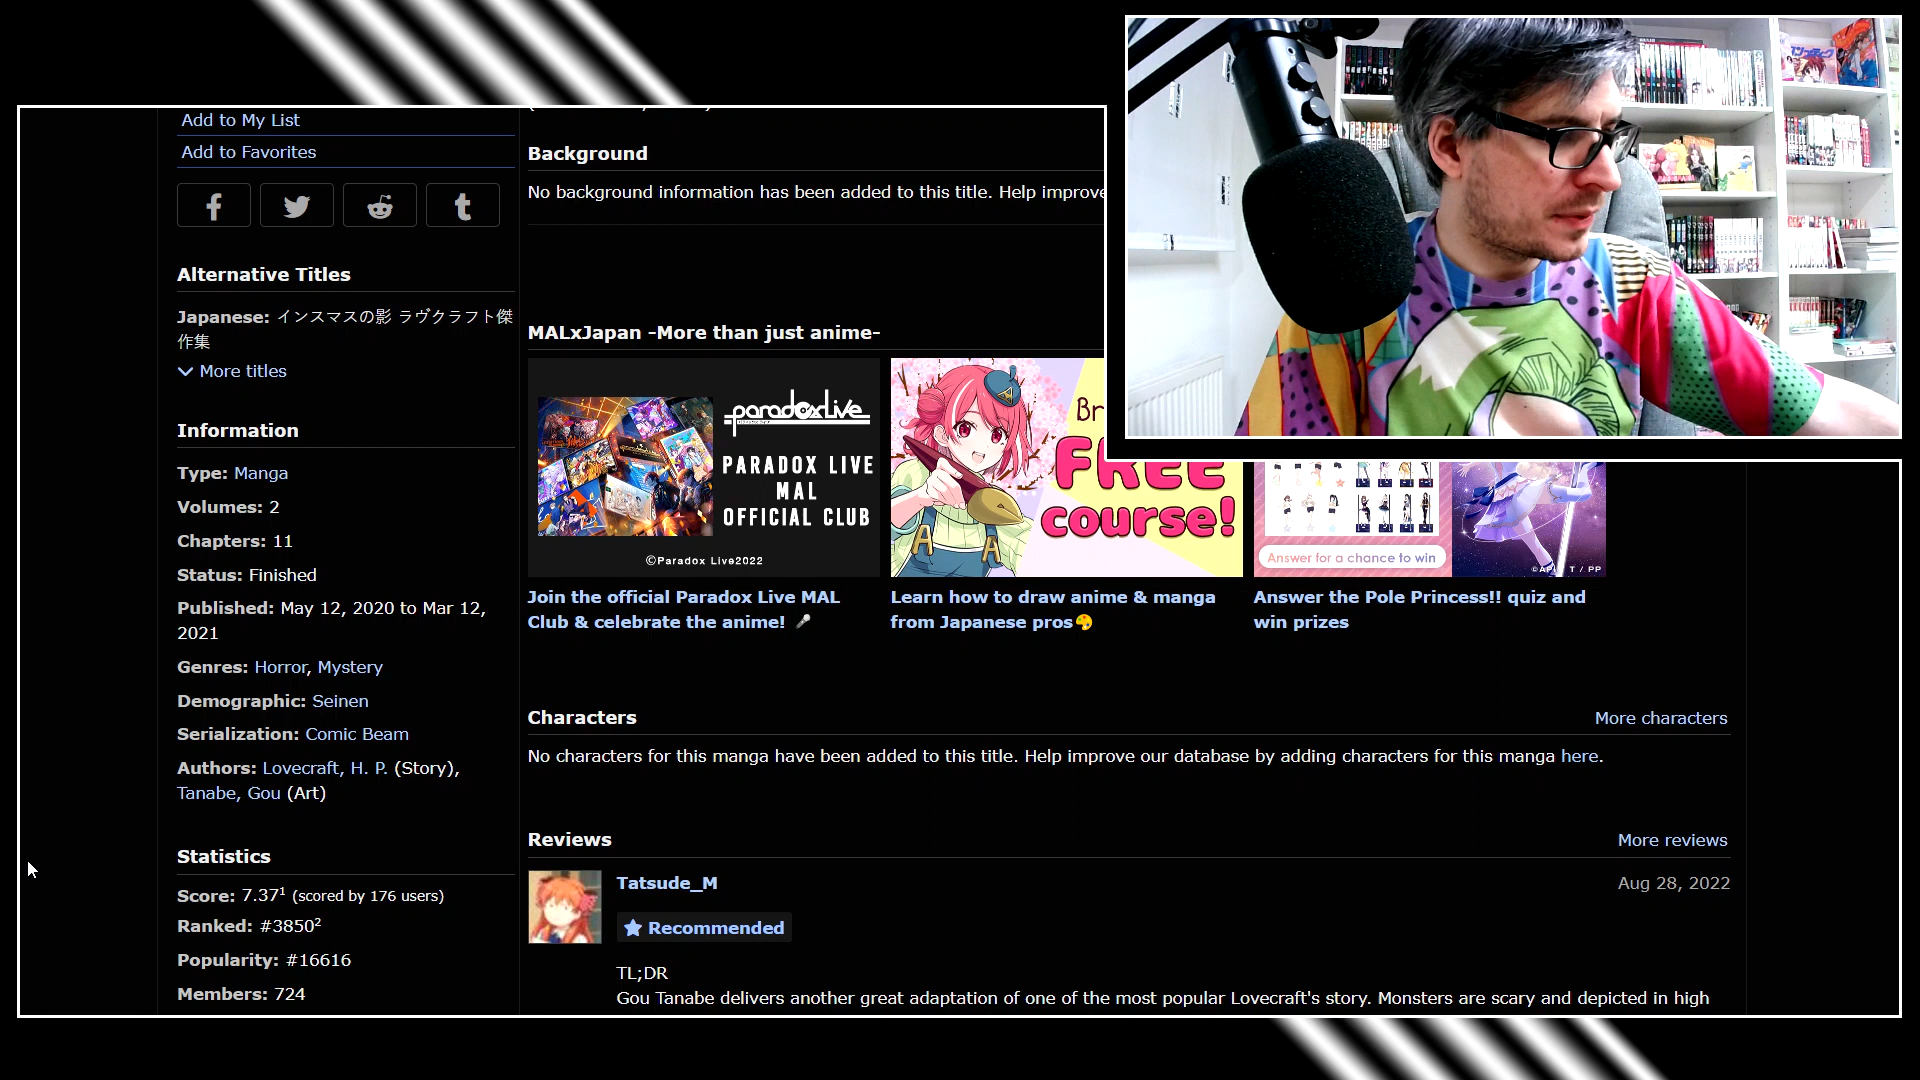 Add to My List
Add to Favorites
Alternative Titles
Japanese: インスマスの影 ラヴクラフト傑
作集
More titles
Information
Type: Manga
Volumes: 2
Chapters: 11
Status: Finished
Published: May 12, 2020 to Mar 12,
2021
Genres: Horror, Mystery
Demographic: Seinen
Serialization: Comic Beam
Authors: Lovecraft, H. P. (Story),
Tanabe, Gou (Art)
Statistics
Score: 7.37¹ (scored by 176 users)
Ranked: #3850²
Popularity: #16616
Members: 724
Background
No background information has been added to this title. Help improve
MALxJapan -More than just anime-
paradoxLive
PARADOX LIVE
MAL
OFFICIAL CLUB
©Paradox Live2022
Join the official Paradox Live MAL
Club & celebrate the anime! 🎤
Br
FREE
course!
Learn how to draw anime & manga
from Japanese pros🎨
Answer for a chance to win
Answer the Pole Princess!! quiz and
win prizes
Characters
More characters
No characters for this manga have been added to this title. Help improve our database by adding characters for this manga here.
Reviews
More reviews
Tatsude_M
Aug 28, 2022
Recommended
TL;DR
Gou Tanabe delivers another great adaptation of one of the most popular Lovecraft's story. Monsters are scary and depicted in high